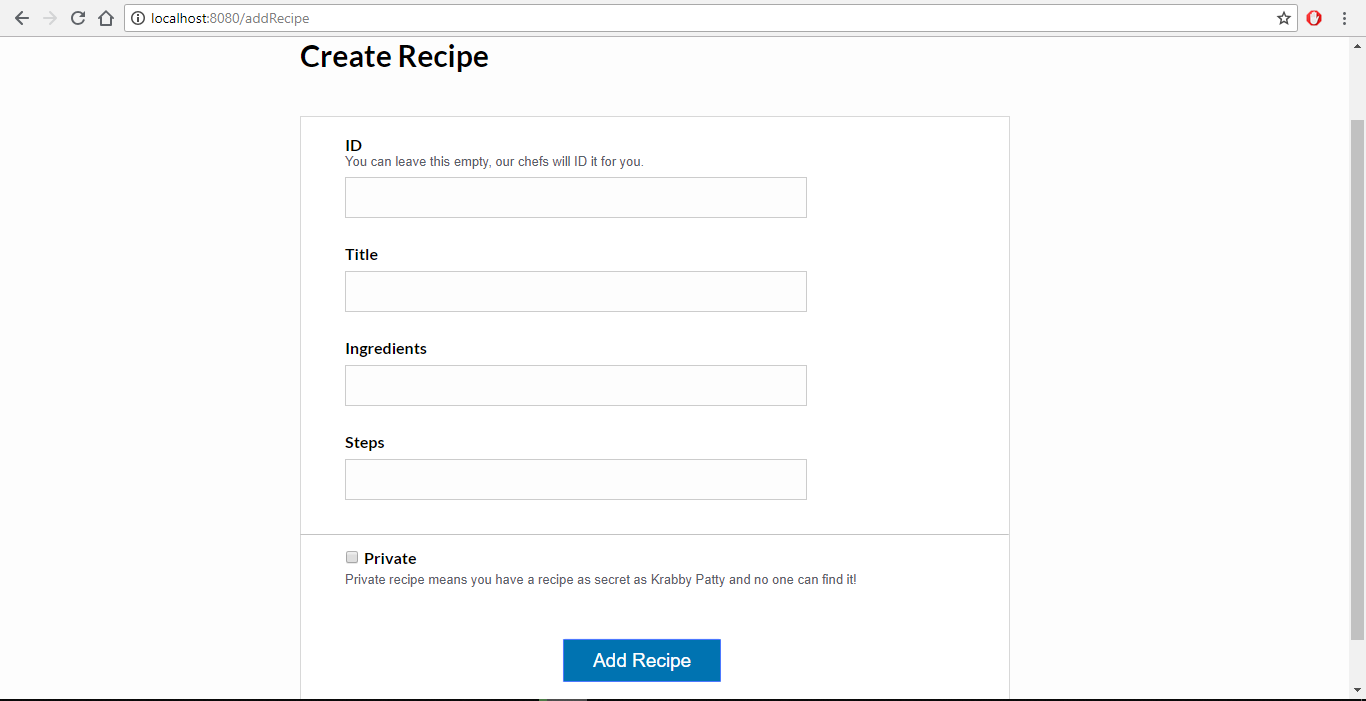 localhost:8080/addRecipe
Create Recipe
ID
You can leave this empty, our chefs will ID it for you.
Title
Ingredients
Steps
Private
Private recipe means you have a recipe as secret as Krabby Patty and no one can find it!
Add Recipe